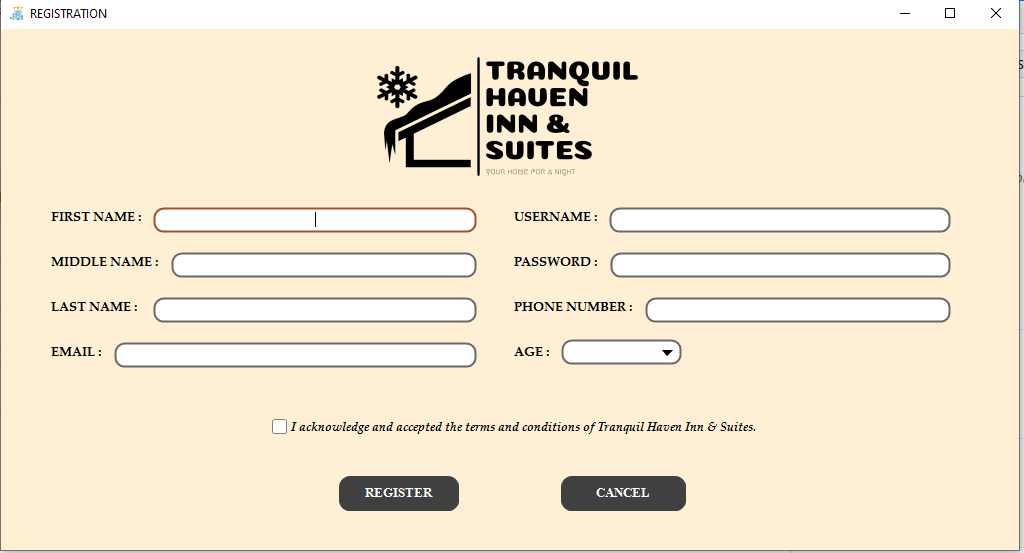 REGISTRATION
TRANQUIL
HAVEN
INN &
SUITES
YOUR HOME FOR A NIGHT
FIRST NAME :
USERNAME :
MIDDLE NAME :
PASSWORD :
LAST NAME :
PHONE NUMBER :
EMAIL :
AGE :
I acknowledge and accepted the terms and conditions of Tranquil Haven Inn & Suites.
REGISTER
CANCEL